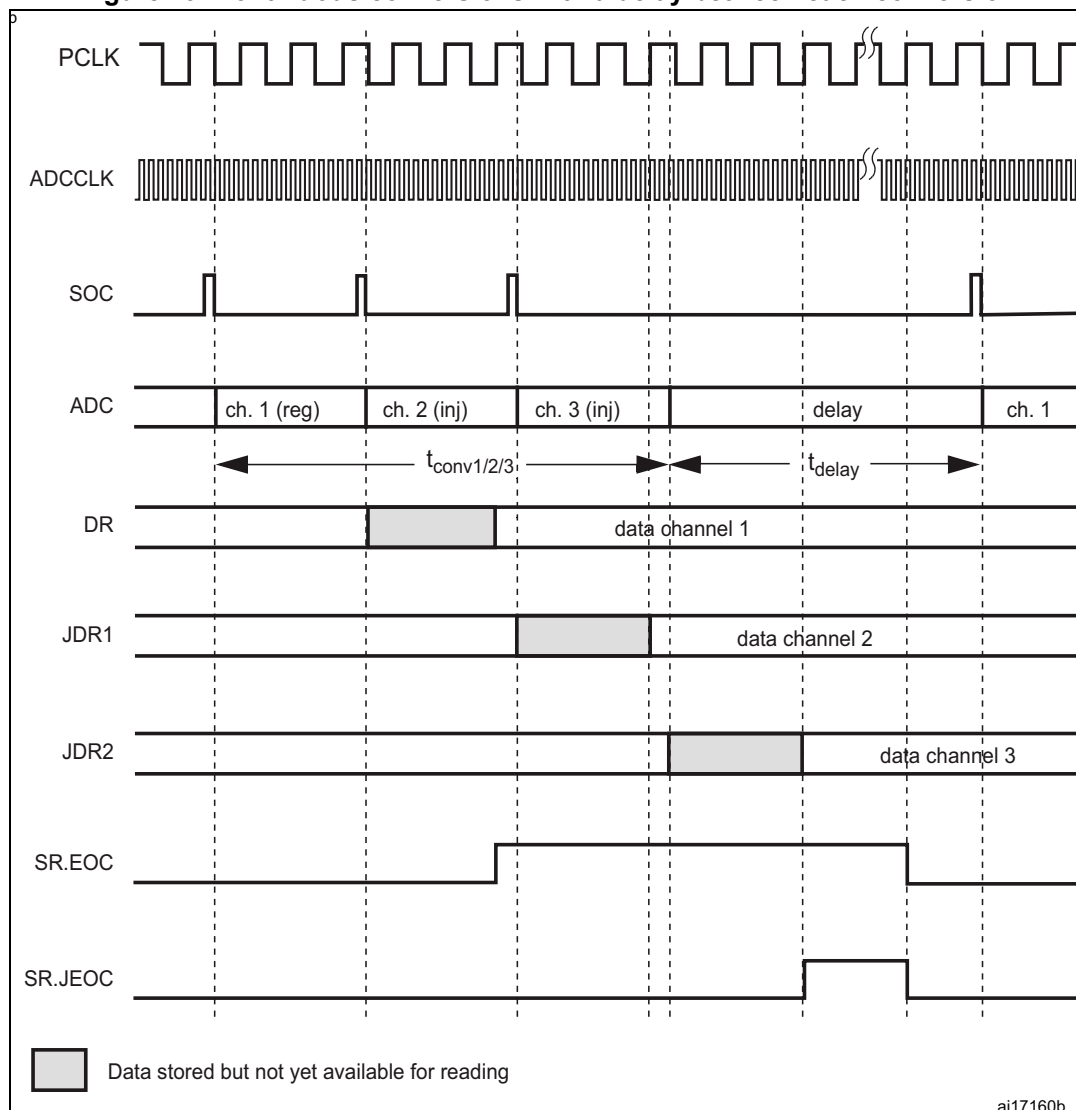 PCLK
ADCCLK
SOC
ADC
ch. 1 (reg)
ch. 2 (inj)
ch. 3 (inj)
delay
ch. 1
tconv1/2/3
tdelay
DR
data channel 1
JDR1
data channel 2
JDR2
data channel 3
SR.EOC
SR.JEOC
Data stored but not yet available for reading
ai17160b